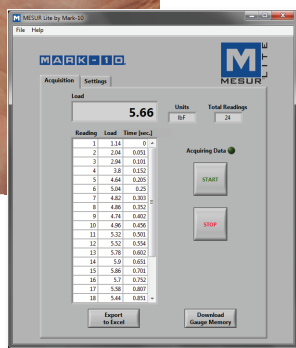 MESUR Lite by Mark-10
File Help
MARK-10
M
MESUR
LITE
Acquisition Settings
Load
5.66
Units
lbF
Total Readings
24
Reading Load Time [sec.]
1 1.14 0
2 2.04 0.051
3 2.94 0.101
4 3.8 0.152
5 4.64 0.205
6 5.04 0.25
7 4.82 0.303
8 4.86 0.352
9 4.74 0.402
10 4.96 0.456
11 5.32 0.501
12 5.52 0.554
13 5.78 0.602
14 5.9 0.651
15 5.86 0.701
16 5.7 0.752
17 5.58 0.807
18 5.44 0.851
Acquiring Data
START
STOP
Export
to Excel
Download
Gauge Memory